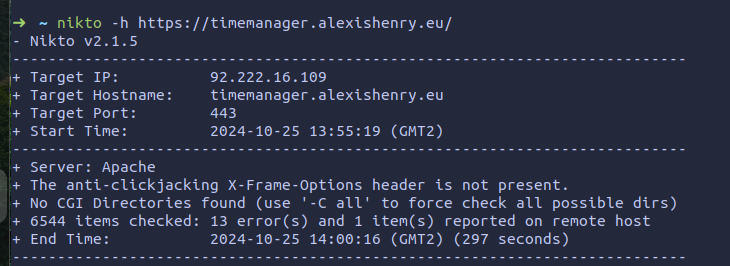 ➜ ~ nikto -h https://timemanager.alexishenry.eu/
- Nikto v2.1.5
---------------------------------------------------------------------------
+ Target IP:          92.222.16.109
+ Target Hostname:    timemanager.alexishenry.eu
+ Target Port:        443
+ Start Time:         2024-10-25 13:55:19 (GMT2)
---------------------------------------------------------------------------
+ Server: Apache
+ The anti-clickjacking X-Frame-Options header is not present.
+ No CGI Directories found (use '-C all' to force check all possible dirs)
+ 6544 items checked: 13 error(s) and 1 item(s) reported on remote host
+ End Time:           2024-10-25 14:00:16 (GMT2) (297 seconds)
---------------------------------------------------------------------------